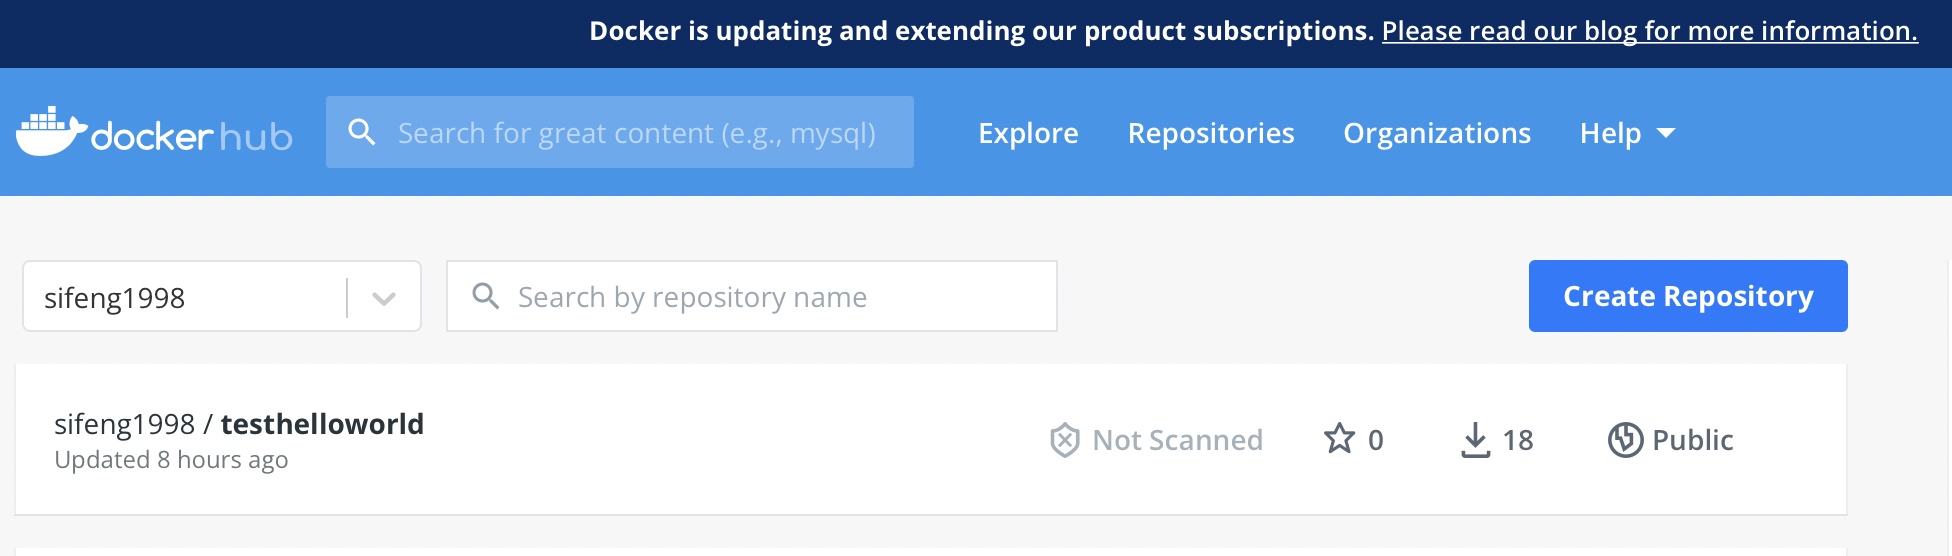 Docker is updating and extending our product subscriptions. Please read our blog for more information.
docker hub
Search for great content (e.g., mysql)
Explore
Repositories
Organizations
Help
sifeng1998
Search by repository name
Create Repository
sifeng1998 / testhelloworld
Updated 8 hours ago
Not Scanned
0
18
Public